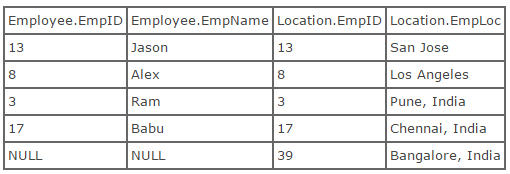 Employee.EmpID Employee.EmpName Location.EmpID Location.EmpLoc
13 Jason 13 San Jose
8 Alex 8 Los Angeles
3 Ram 3 Pune, India
17 Babu 17 Chennai, India
NULL NULL 39 Bangalore, India